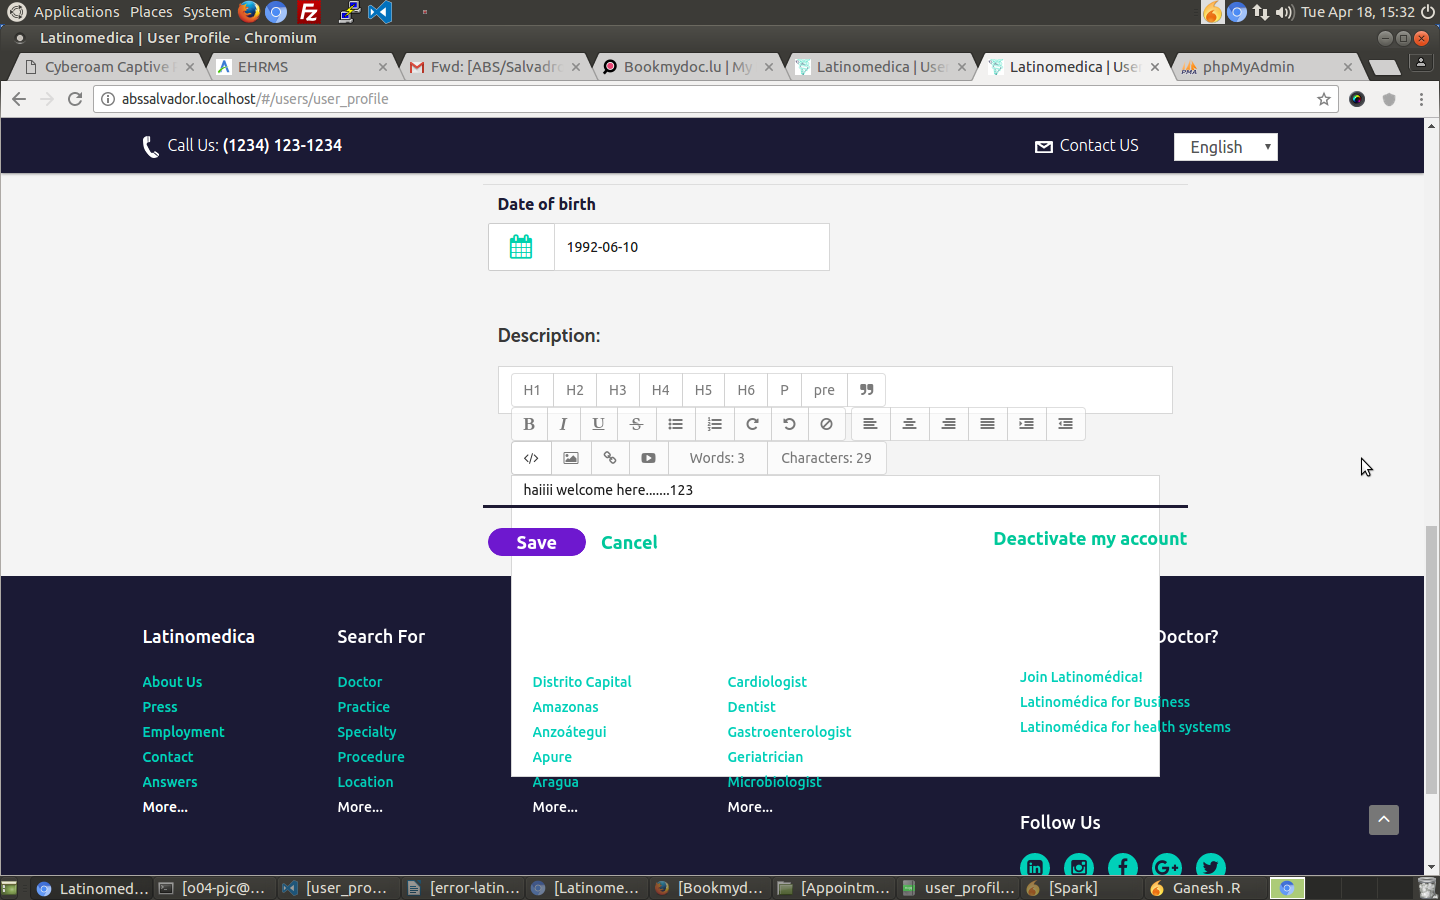 Applications Places System Tue Apr 18, 15:32
Latinomedica | User Profile - Chromium
Cyberoam Captive EHRMS Fwd: [ABS/Salvadro Bookmydoc.lu | My Latinomedica | User Latinomedica | User phpMyAdmin
abssalvador.localhost/#/users/user_profile
Call Us: (1234) 123-1234 Contact US English
Date of birth
1992-06-10
Description:
H1 H2 H3 H4 H5 H6 P pre
B I U S
Words: 3 Characters: 29
haiiii welcome here.......123
Save Cancel Deactivate my account
Latinomedica Search For Doctor?
About Us Doctor Distrito Capital Cardiologist Join Latinomédica!
Press Practice Amazonas Dentist Latinomédica for Business
Employment Specialty Anzoátegui Gastroenterologist Latinomédica for health systems
Contact Procedure Apure Geriatrician
Answers Location Aragua Microbiologist
More... More... More... More...
Follow Us
Latinomed... [o04-pjc@... [user_pro... [error-latin... [Latinome... [Bookmyd... [Appointm... user_profil... [Spark] Ganesh .R